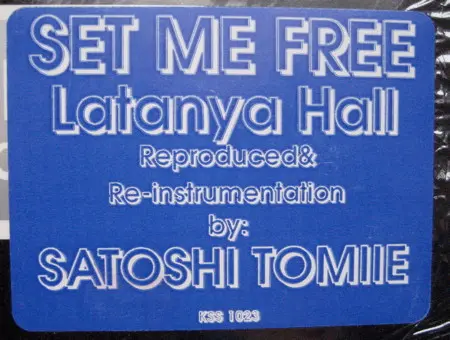 SET ME FREE
Latanya Hall
Reproduced&
Re-instrumentation
by:
SATOSHI TOMIIE
KSS 1023